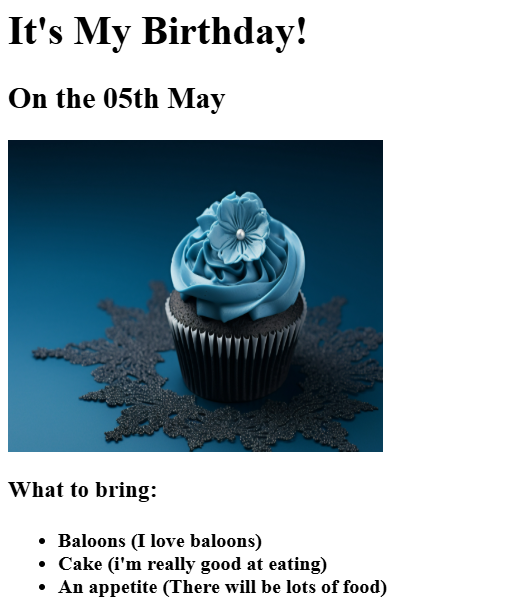 It's My Birthday!
On the 05th May
What to bring:
Baloons (I love baloons)
Cake (i'm really good at eating)
An appetite (There will be lots of food)